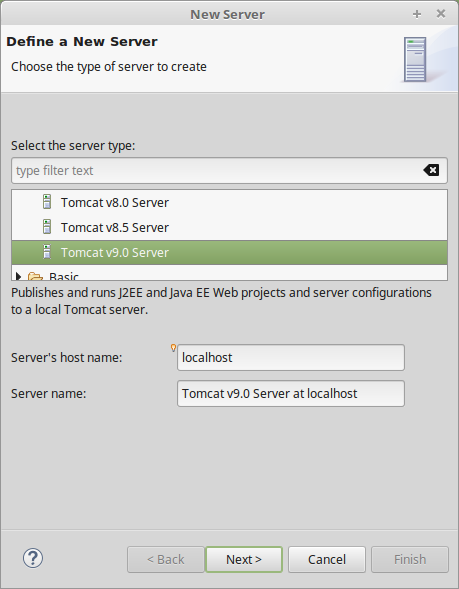 New Server
Define a New Server
Choose the type of server to create
Select the server type:
type filter text
Tomcat v8.0 Server
Tomcat v8.5 Server
Tomcat v9.0 Server
Basic
Publishes and runs J2EE and Java EE Web projects and server configurations
to a local Tomcat server.
Server's host name: localhost
Server name: Tomcat v9.0 Server at localhost
? < Back Next > Cancel Finish